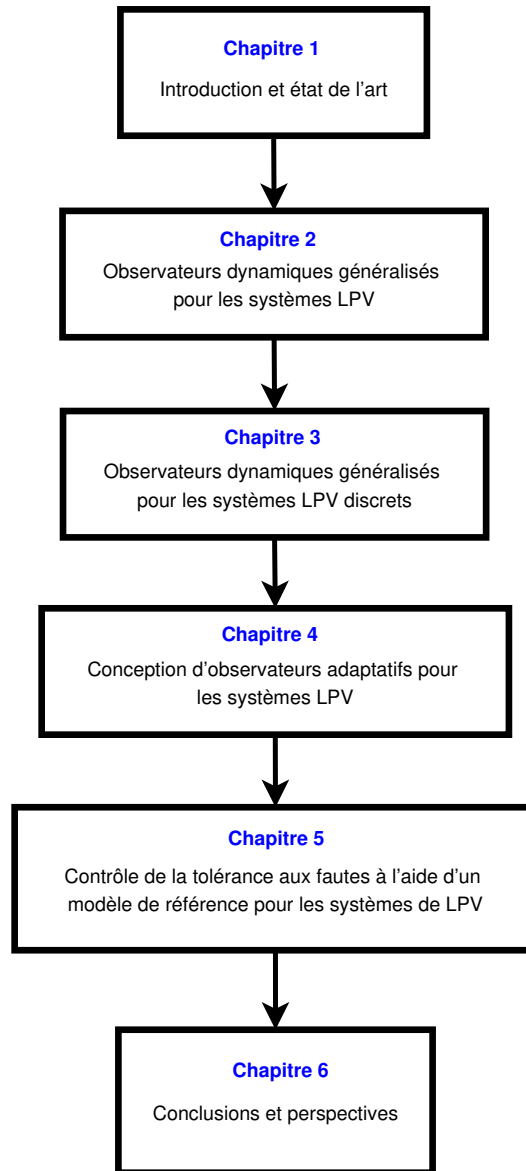 Chapitre 1
Introduction et état de l’art
Chapitre 2
Observateurs dynamiques généralisés
pour les systèmes LPV
Chapitre 3
Observateurs dynamiques généralisés
pour les systèmes LPV discrets
Chapitre 4
Conception d’observateurs adaptatifs pour
les systèmes LPV
Chapitre 5
Contrôle de la tolérance aux fautes à l’aide d’un
modèle de référence pour les systèmes de LPV
Chapitre 6
Conclusions et perspectives